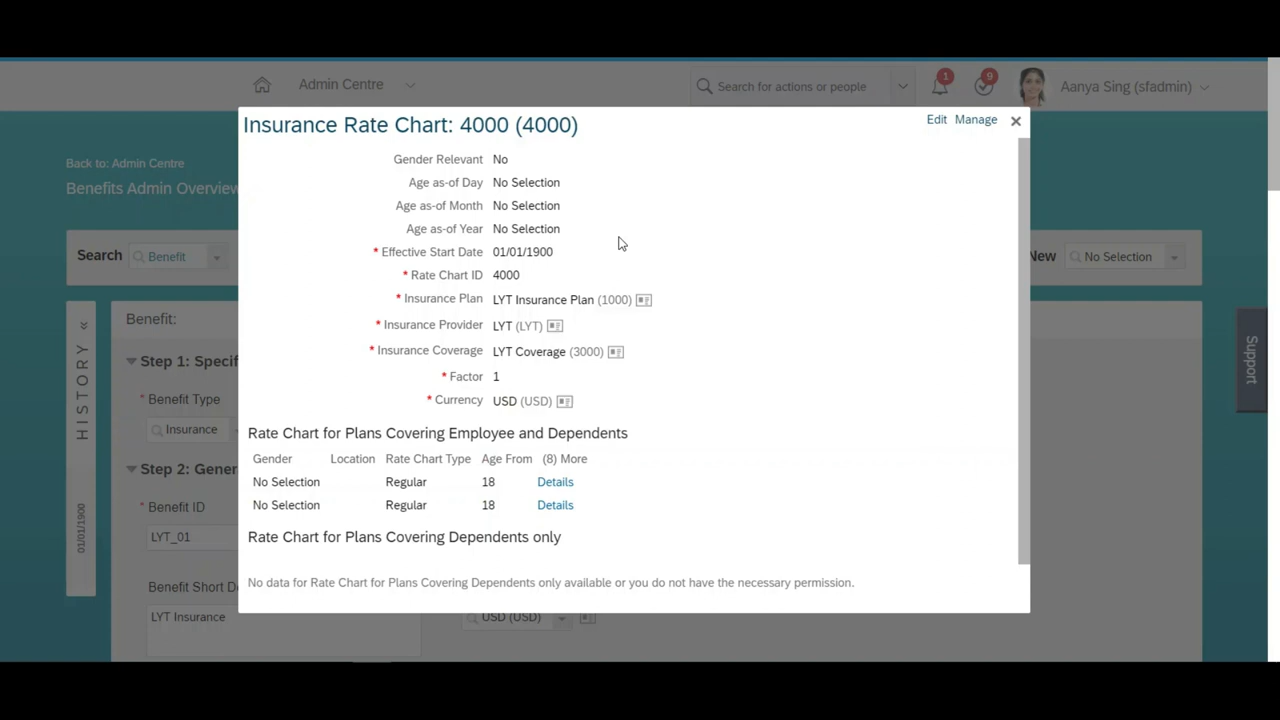 Admin Centre
Search for actions or people
1
9
Aanya Sing (sfadmin)
Insurance Rate Chart: 4000 (4000)
Edit Manage
Back to: Admin Centre
Benefits Admin Overview
Search
Benefit
New
No Selection
Gender Relevant No
Age as-of Day No Selection
Age as-of Month No Selection
Age as-of Year No Selection
* Effective Start Date 01/01/1900
* Rate Chart ID 4000
* Insurance Plan LYT Insurance Plan (1000)
* Insurance Provider LYT (LYT)
* Insurance Coverage LYT Coverage (3000)
* Factor 1
* Currency USD (USD)
Rate Chart for Plans Covering Employee and Dependents
Gender Location Rate Chart Type Age From (8) More
No Selection Regular 18 Details
No Selection Regular 18 Details
Rate Chart for Plans Covering Dependents only
No data for Rate Chart for Plans Covering Dependents only available or you do not have the necessary permission.
HISTORY
01/01/1900
Benefit:
Step 1: Specif
* Benefit Type
Insurance
Step 2: Gener
* Benefit ID
LYT_01
Benefit Short De
LYT Insurance
USD (USD)
Support